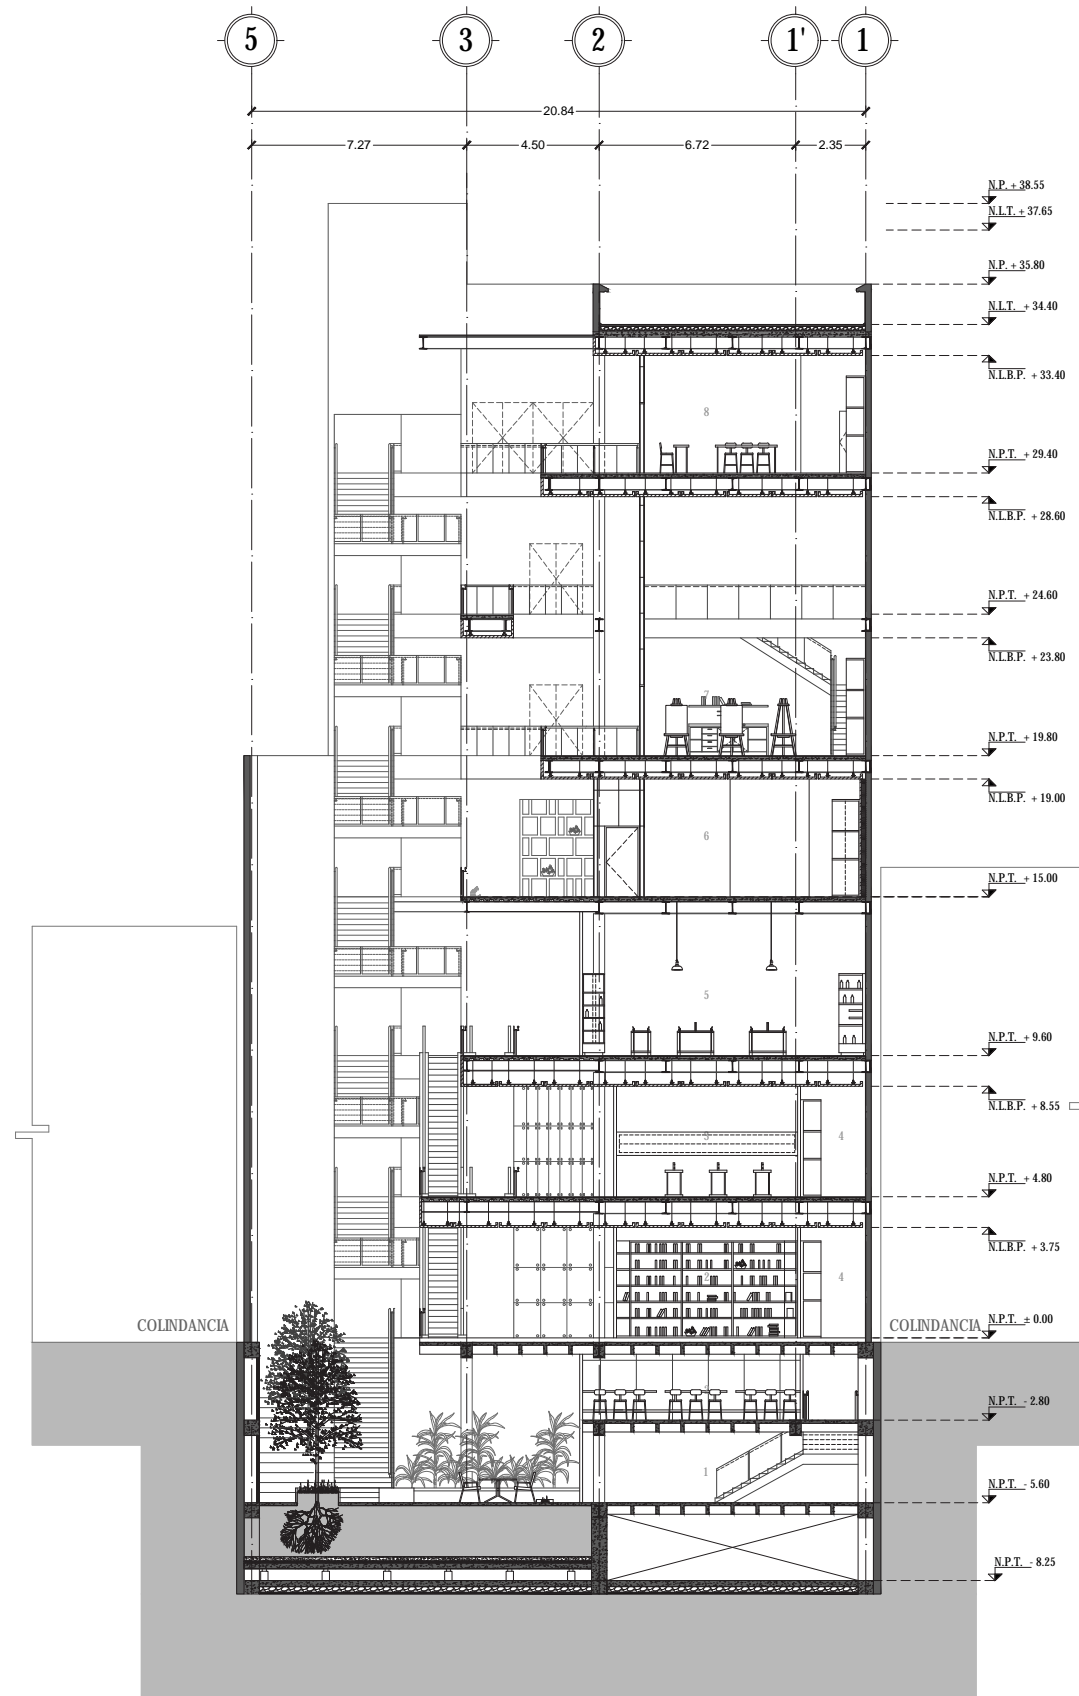 5 3 2 1' 1
20.84
7.27 4.50 6.72 2.35
N.P. + 38.55
N.L.T. + 37.65
N.P. + 35.80
N.L.T. + 34.40
N.L.B.P. + 33.40
8
N.P.T. + 29.40
N.L.B.P. + 28.60
N.P.T. + 24.60
N.L.B.P. + 23.80
7
N.P.T. + 19.80
N.L.B.P. + 19.00
6
N.P.T. + 15.00
5
N.P.T. + 9.60
N.L.B.P. + 8.55
3 4
N.P.T. + 4.80
N.L.B.P. + 3.75
2 4
COLINDANCIA COLINDANCIA N.P.T. ± 0.00
N.P.T. - 2.80
1
N.P.T. - 5.60
N.P.T. - 8.25